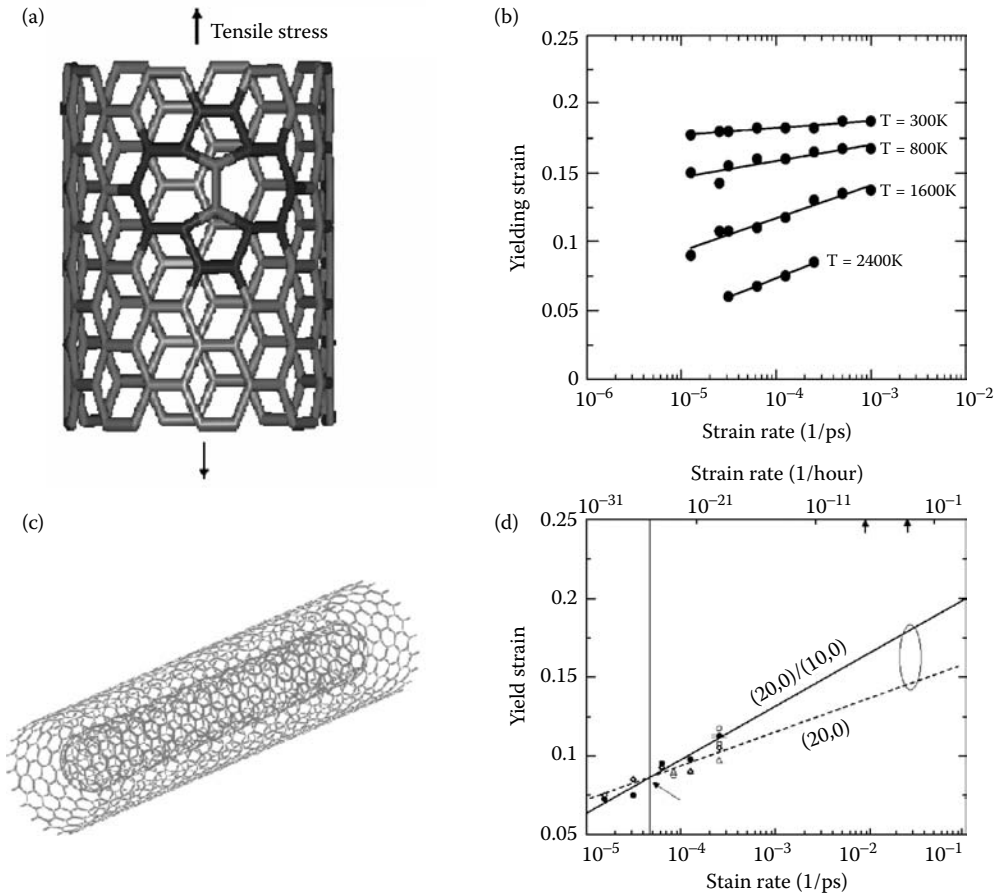 (a)
Tensile stress
(b)
0.25
0.2
0.15
0.1
0.05
0
Yielding strain
T = 300K
T = 800K
T = 1600K
T = 2400K
10⁻⁶
10⁻⁵
10⁻⁴
10⁻³
10⁻²
Strain rate (1/ps)
(c)
(d)
Strain rate (1/hour)
10⁻³¹
10⁻²¹
10⁻¹¹
10⁻¹
0.25
0.2
0.15
0.1
0.05
Yield strain
(20,0)/(10,0)
(20,0)
10⁻⁵
10⁻⁴
10⁻³
10⁻²
10⁻¹
Stain rate (1/ps)